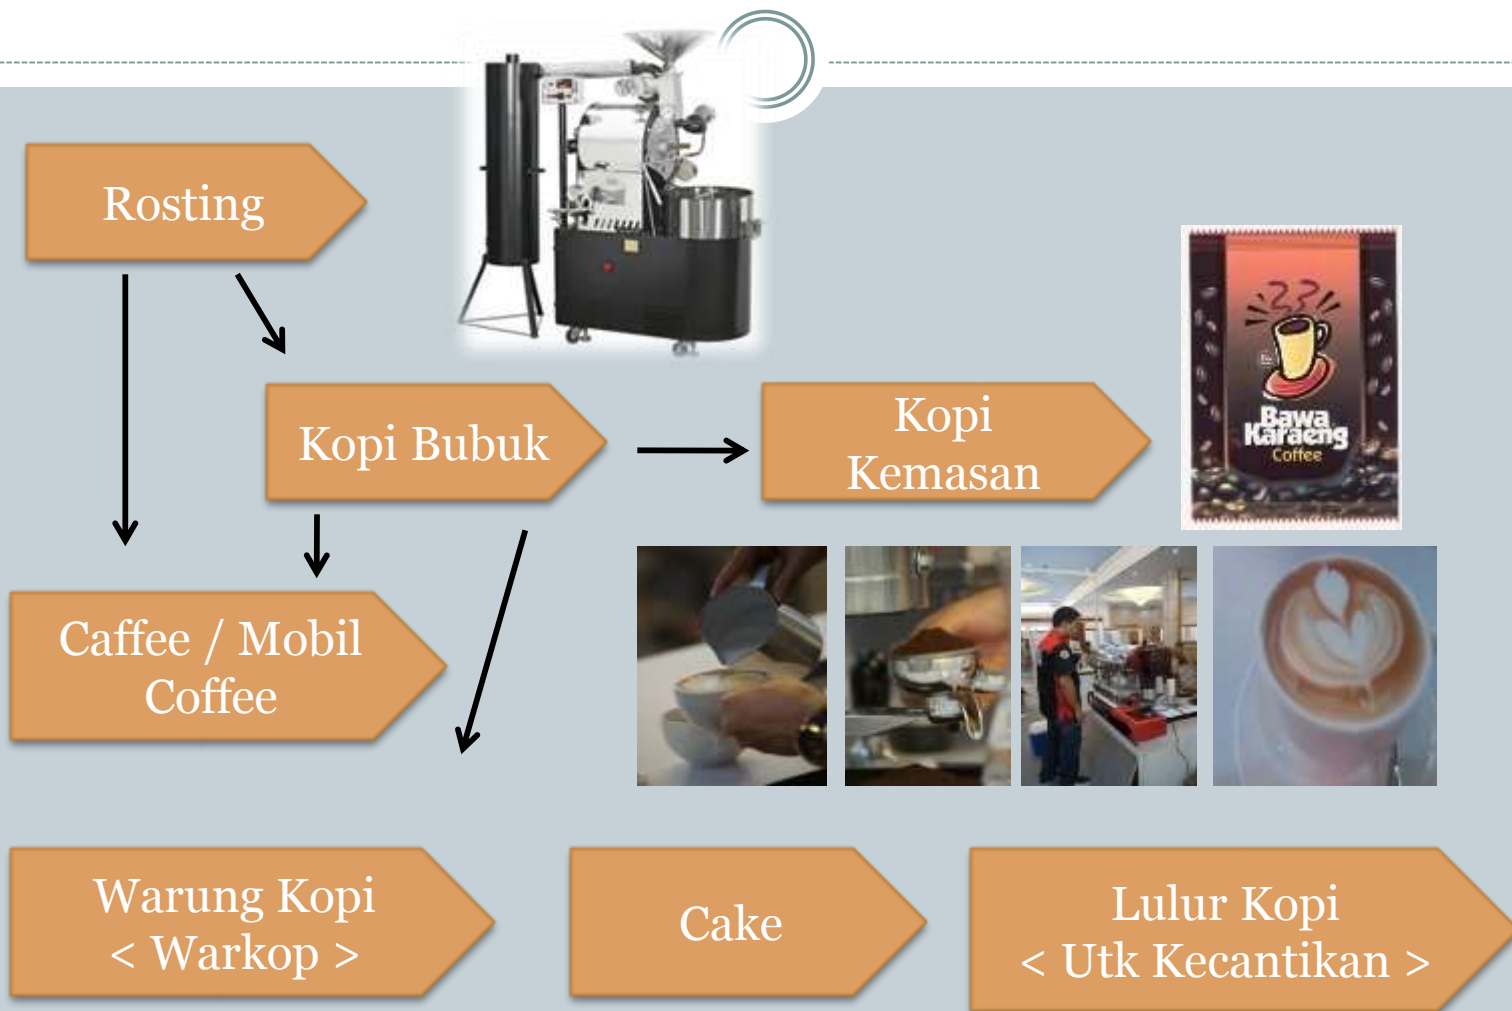 Rosting
Kopi Bubuk
Kopi
Kemasan
Bawa
Karaeng
Coffee
Caffee / Mobil
Coffee
Warung Kopi
< Warkop >
Cake
Lulur Kopi
< Utk Kecantikan >